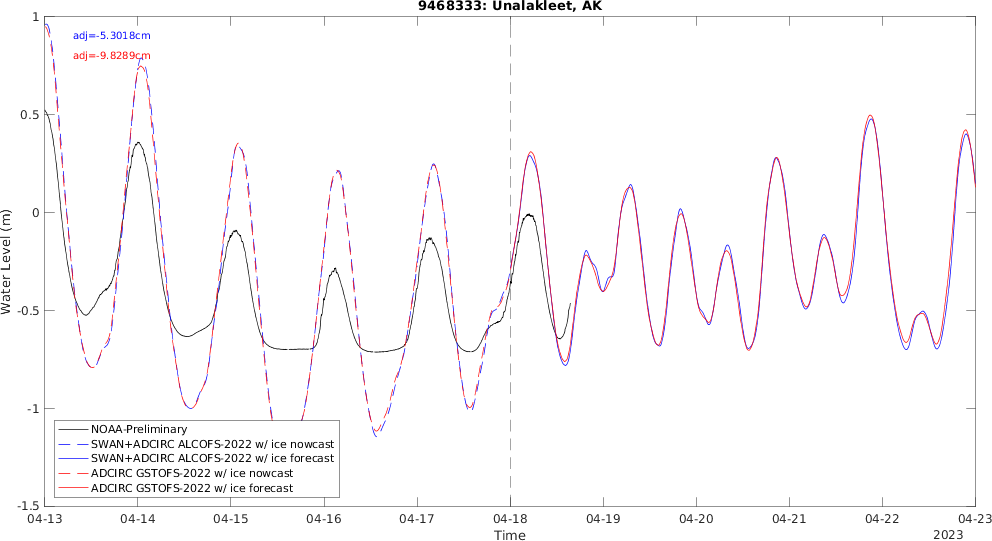 9468333: Unalakleet, AK
adj=-5.3018cm
adj=-9.8289cm
1
0.5
0
-0.5
-1
-1.5
Water Level (m)
NOAA-Preliminary
SWAN+ADCIRC ALCOFS-2022 w/ ice nowcast
SWAN+ADCIRC ALCOFS-2022 w/ ice forecast
ADCIRC GSTOFS-2022 w/ ice nowcast
ADCIRC GSTOFS-2022 w/ ice forecast
04-13 04-14 04-15 04-16 04-17 04-18 04-19 04-20 04-21 04-22 04-23
Time
2023